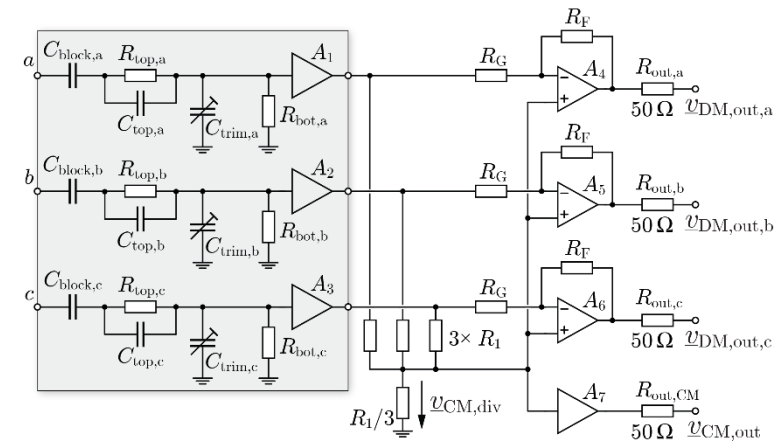 R_F
a C_block,a R_top,a A_1 R_G − A_4 R_out,a
+
C_top,a C_trim,a R_bot,a 50 Ω v_DM,out,a
R_F
b C_block,b R_top,b A_2 R_G − A_5 R_out,b
+
C_top,b C_trim,b R_bot,b 50 Ω v_DM,out,b
R_F
c C_block,c R_top,c A_3 R_G − A_6 R_out,c
+
C_top,c C_trim,c R_bot,c 3× R_1 50 Ω v_DM,out,c
R_1/3 v_CM,div A_7 R_out,CM
50 Ω v_CM,out